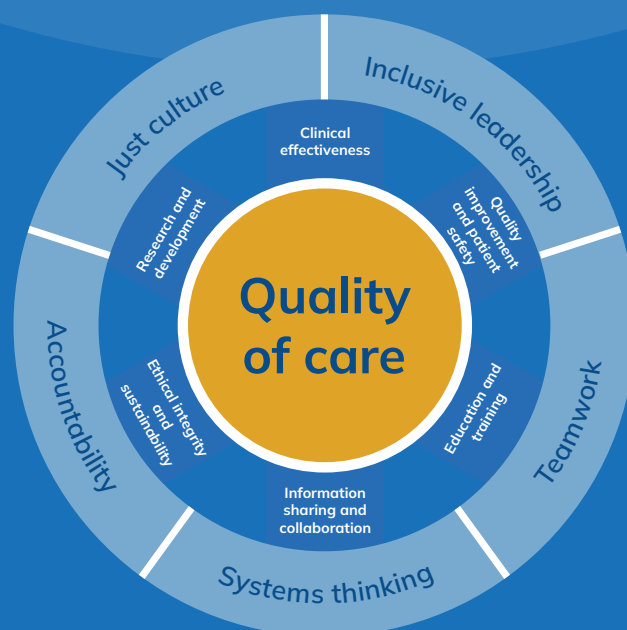 Just culture
Inclusive leadership
Clinical
effectiveness
Research and
development
Quality
improvement
and patient
safety
Quality
of care
Accountability
Ethical integrity
and
sustainability
Education and
training
Teamwork
Information
sharing and
collaboration
Systems thinking